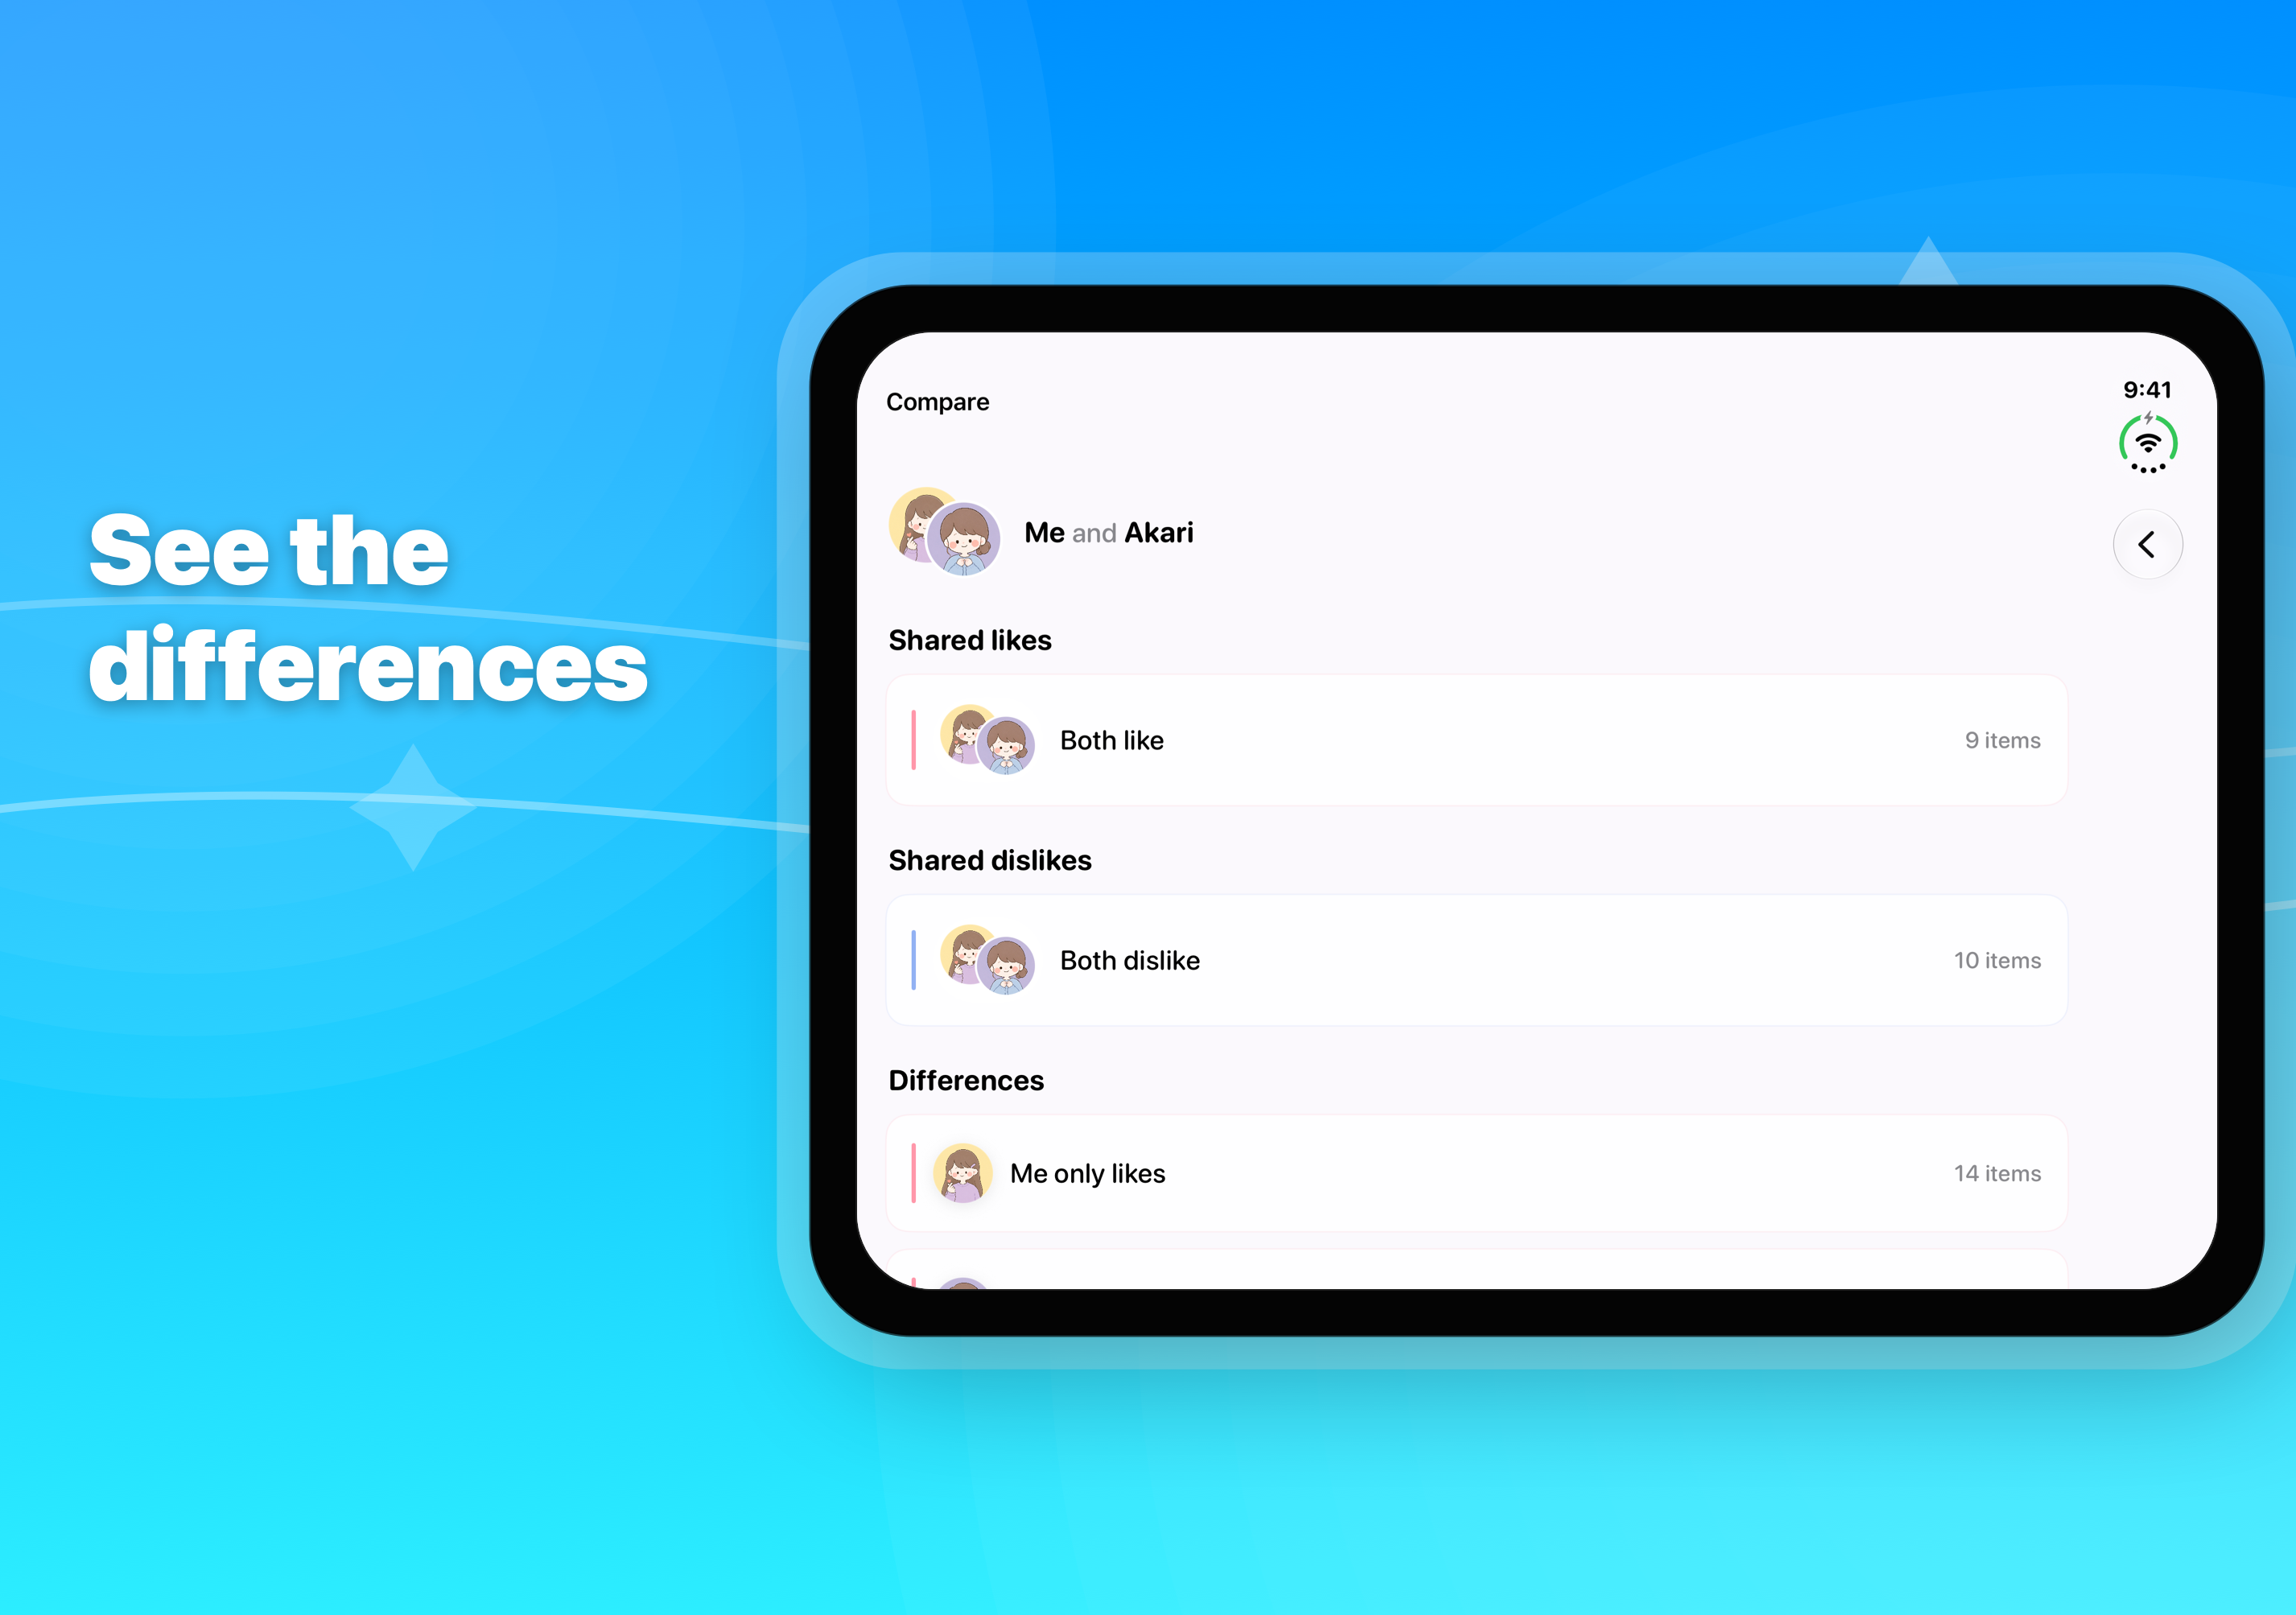 See the
differences
Compare
9:41
Me and Akari
Shared likes
Both like
9 items
Shared dislikes
Both dislike
10 items
Differences
Me only likes
14 items